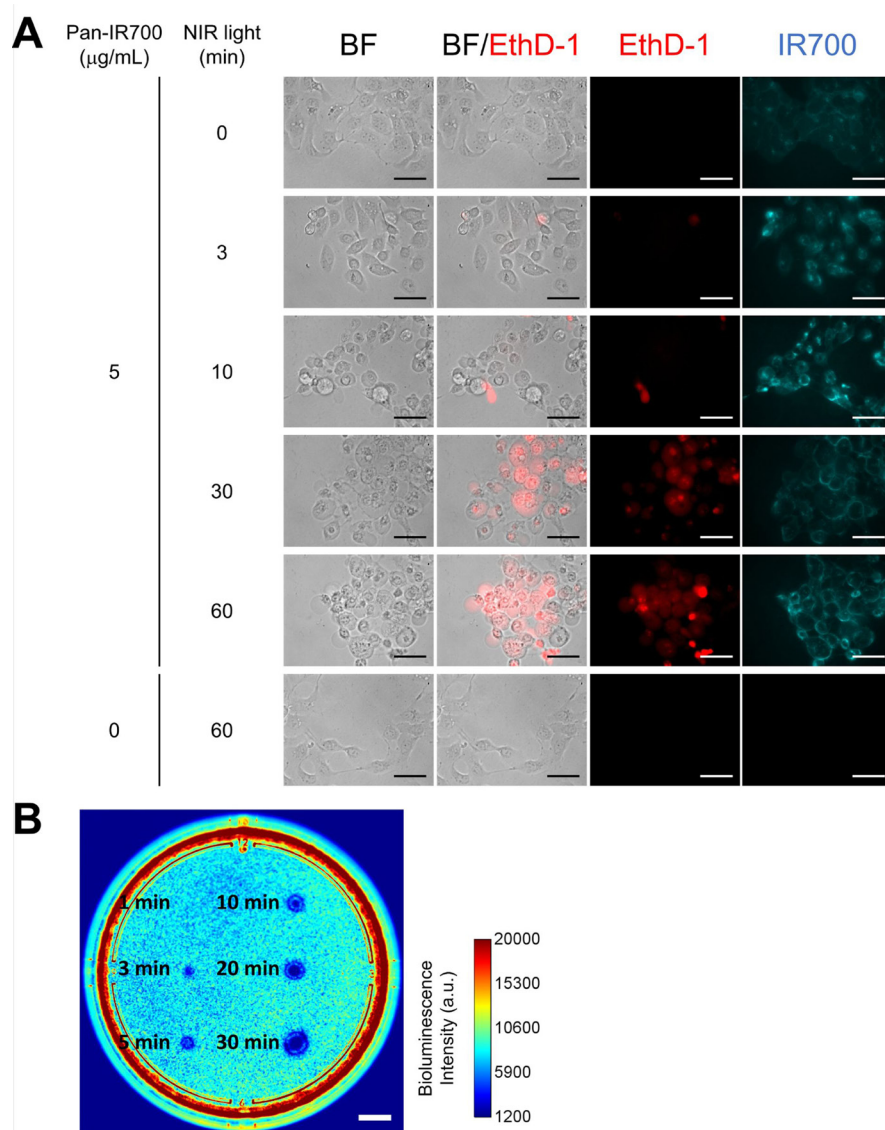 A
Pan-IR700
(μg/mL)
NIR light
(min)
BF
BF/EthD-1
EthD-1
IR700
0
3
5
10
30
60
0
60
B
12
1 min
10 min
3 min
20 min
5 min
30 min
6
20000
15300
10600
5900
1200
Bioluminescence
Intensity (a.u.)